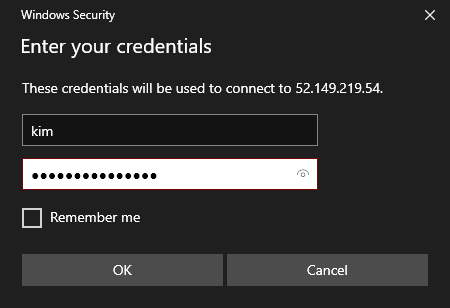 Windows Security
Enter your credentials
These credentials will be used to connect to 52.149.219.54.
kim
●●●●●●●●●●●●●●●
Remember me
OK
Cancel